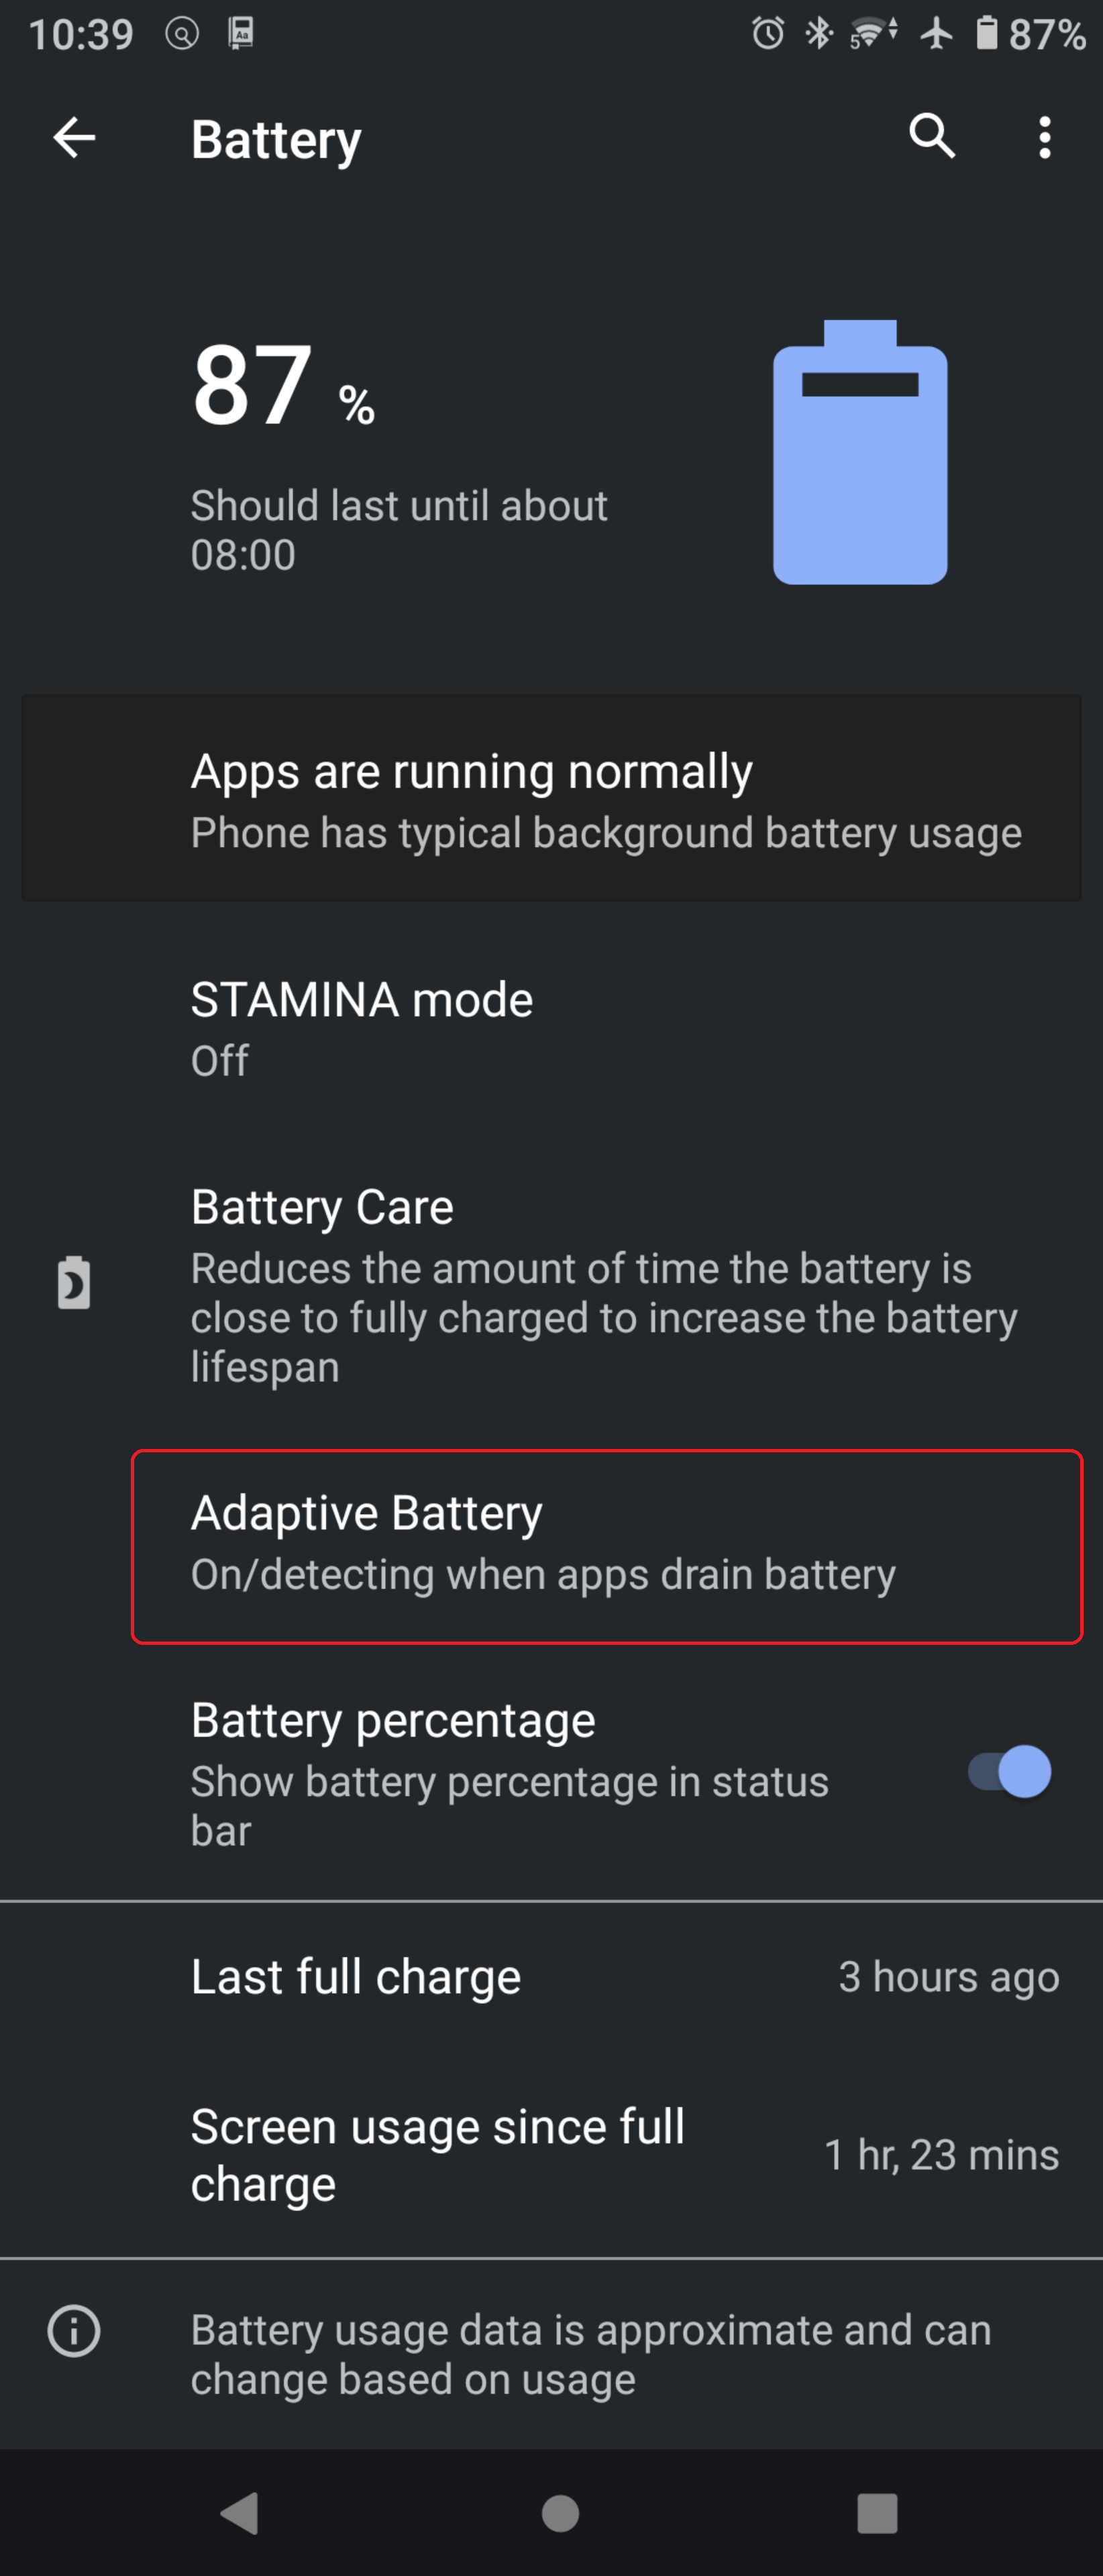 10:39
Aa
5
87%
Battery
87 %
Should last until about
08:00
Apps are running normally
Phone has typical background battery usage
STAMINA mode
Off
Battery Care
Reduces the amount of time the battery is
close to fully charged to increase the battery
lifespan
Adaptive Battery
On/detecting when apps drain battery
Battery percentage
Show battery percentage in status
bar
Last full charge
3 hours ago
Screen usage since full
charge
1 hr, 23 mins
Battery usage data is approximate and can
change based on usage